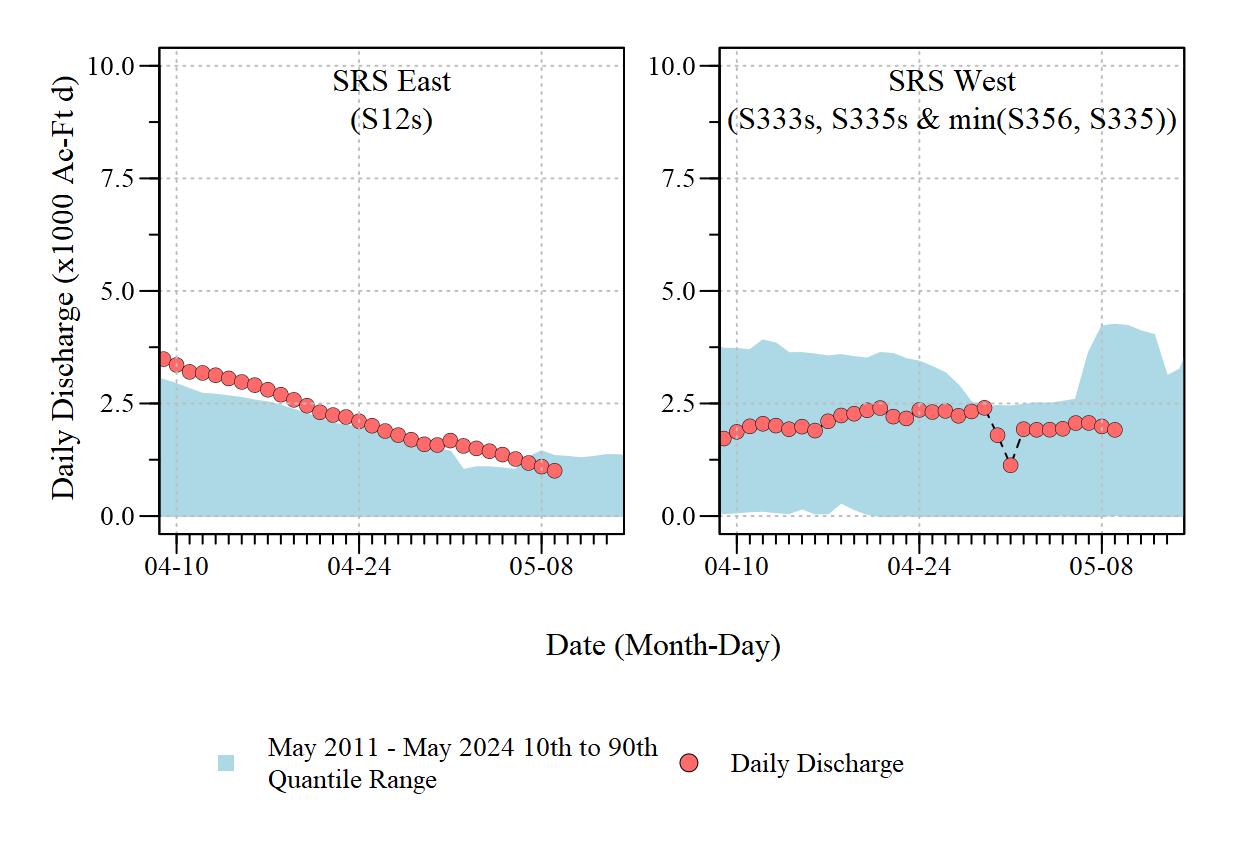 SRS East
(S12s)
SRS West
(S333s, S335s & min(S356, S335))
Daily Discharge (x1000 Ac-Ft d)
10.0
7.5
5.0
2.5
0.0
10.0
7.5
5.0
2.5
0.0
04-10
04-24
05-08
04-10
04-24
05-08
Date (Month-Day)
May 2011 - May 2024 10th to 90th
Quantile Range
Daily Discharge